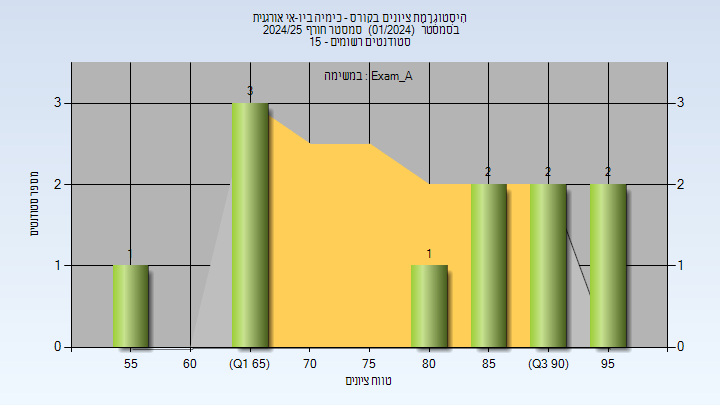 היסטוגרמת ציונים בקורס - כימיה ביו-אי אורגנית
בסמסטר (01/2024) סמסטר חורף 2024/25
סטודנטים רשומים - 15
במשימה : Exam_A
מספר סטודנטים
3 3
2 2
1 1
0 0
1 3 1 2 2 2
55 60 (Q1 65) 70 75 80 85 (Q3 90) 95
טווח ציונים